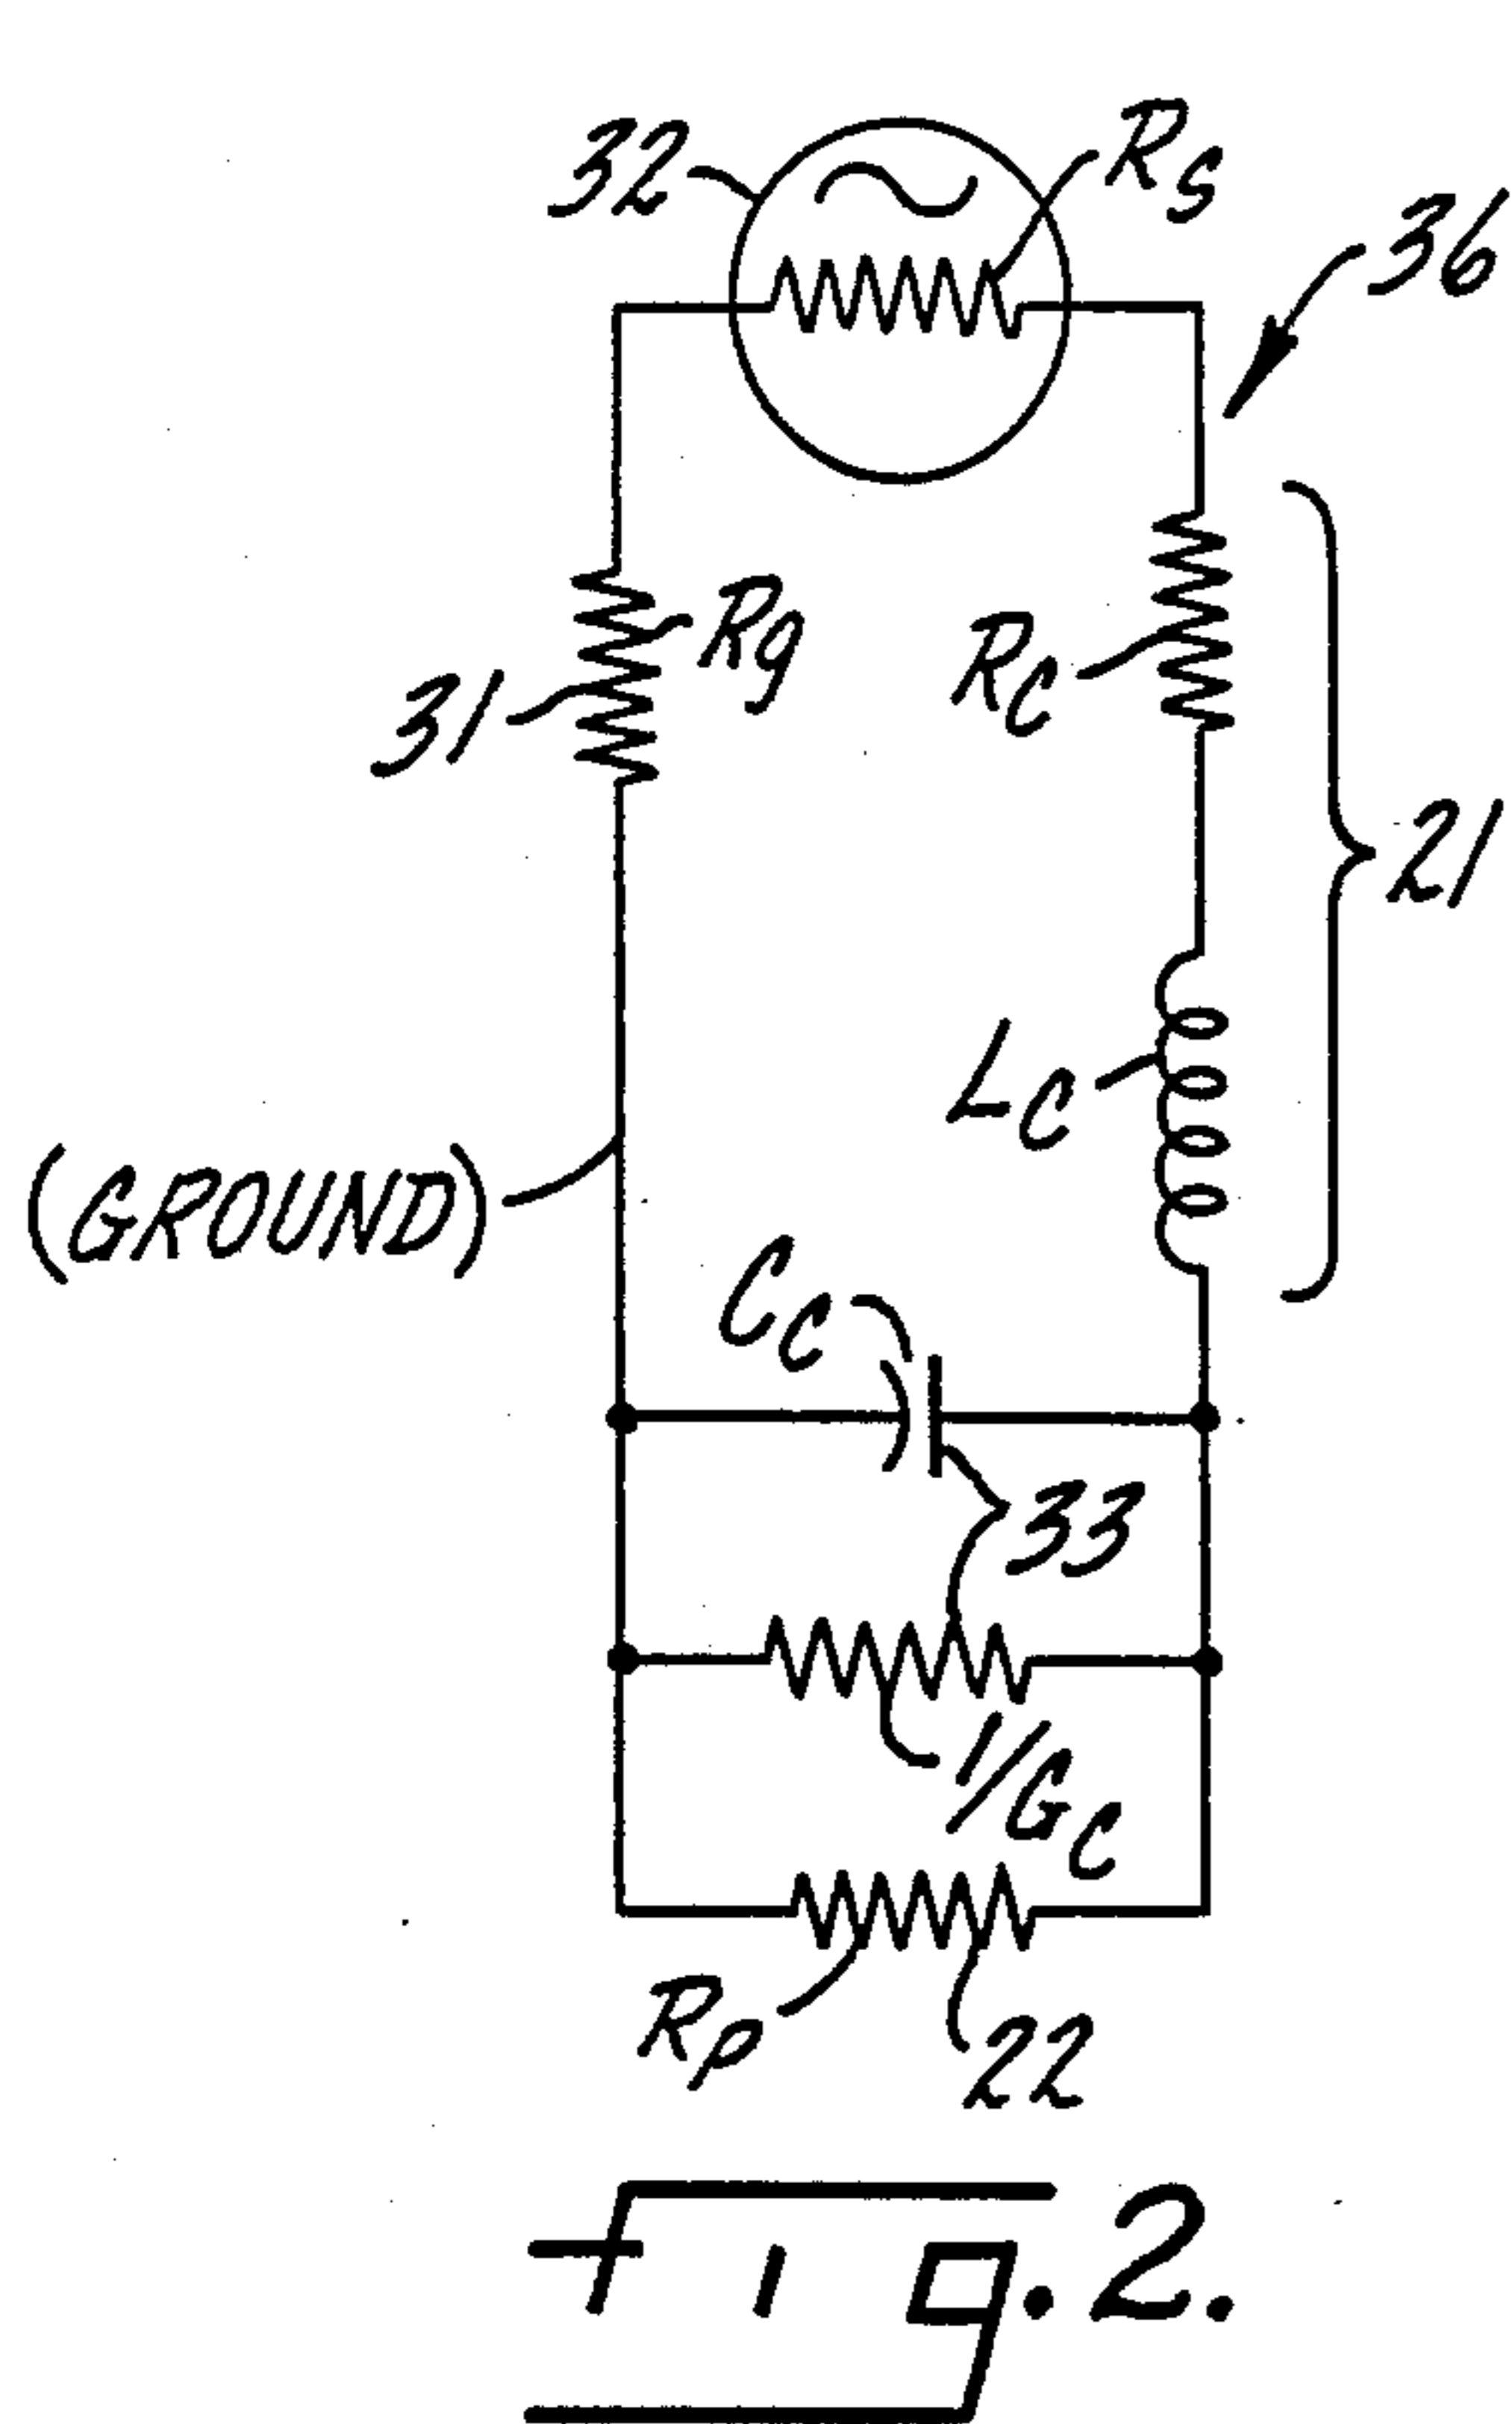 32
Rs
36
Rg
31
Rc
21
Lc
(GROUND)
Cc
33
1/Gc
Rp
22
Fig. 2.